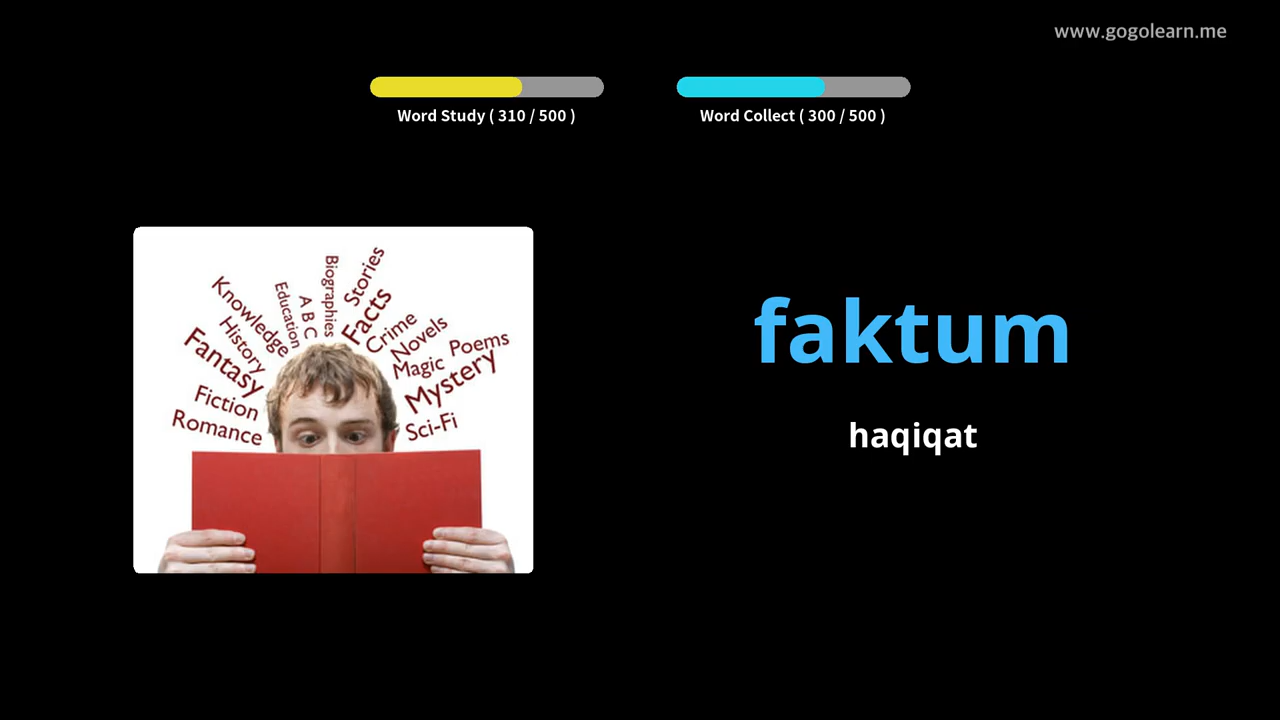 www.gogolearn.me
Word Study ( 310 / 500 )
Word Collect ( 300 / 500 )
Knowledge
History
Fantasy
Fiction
Romance
Education
A B C
Biographies
Stories
Facts
Crime
Novels
Magic
Poems
Mystery
Sci-Fi
faktum
haqiqat